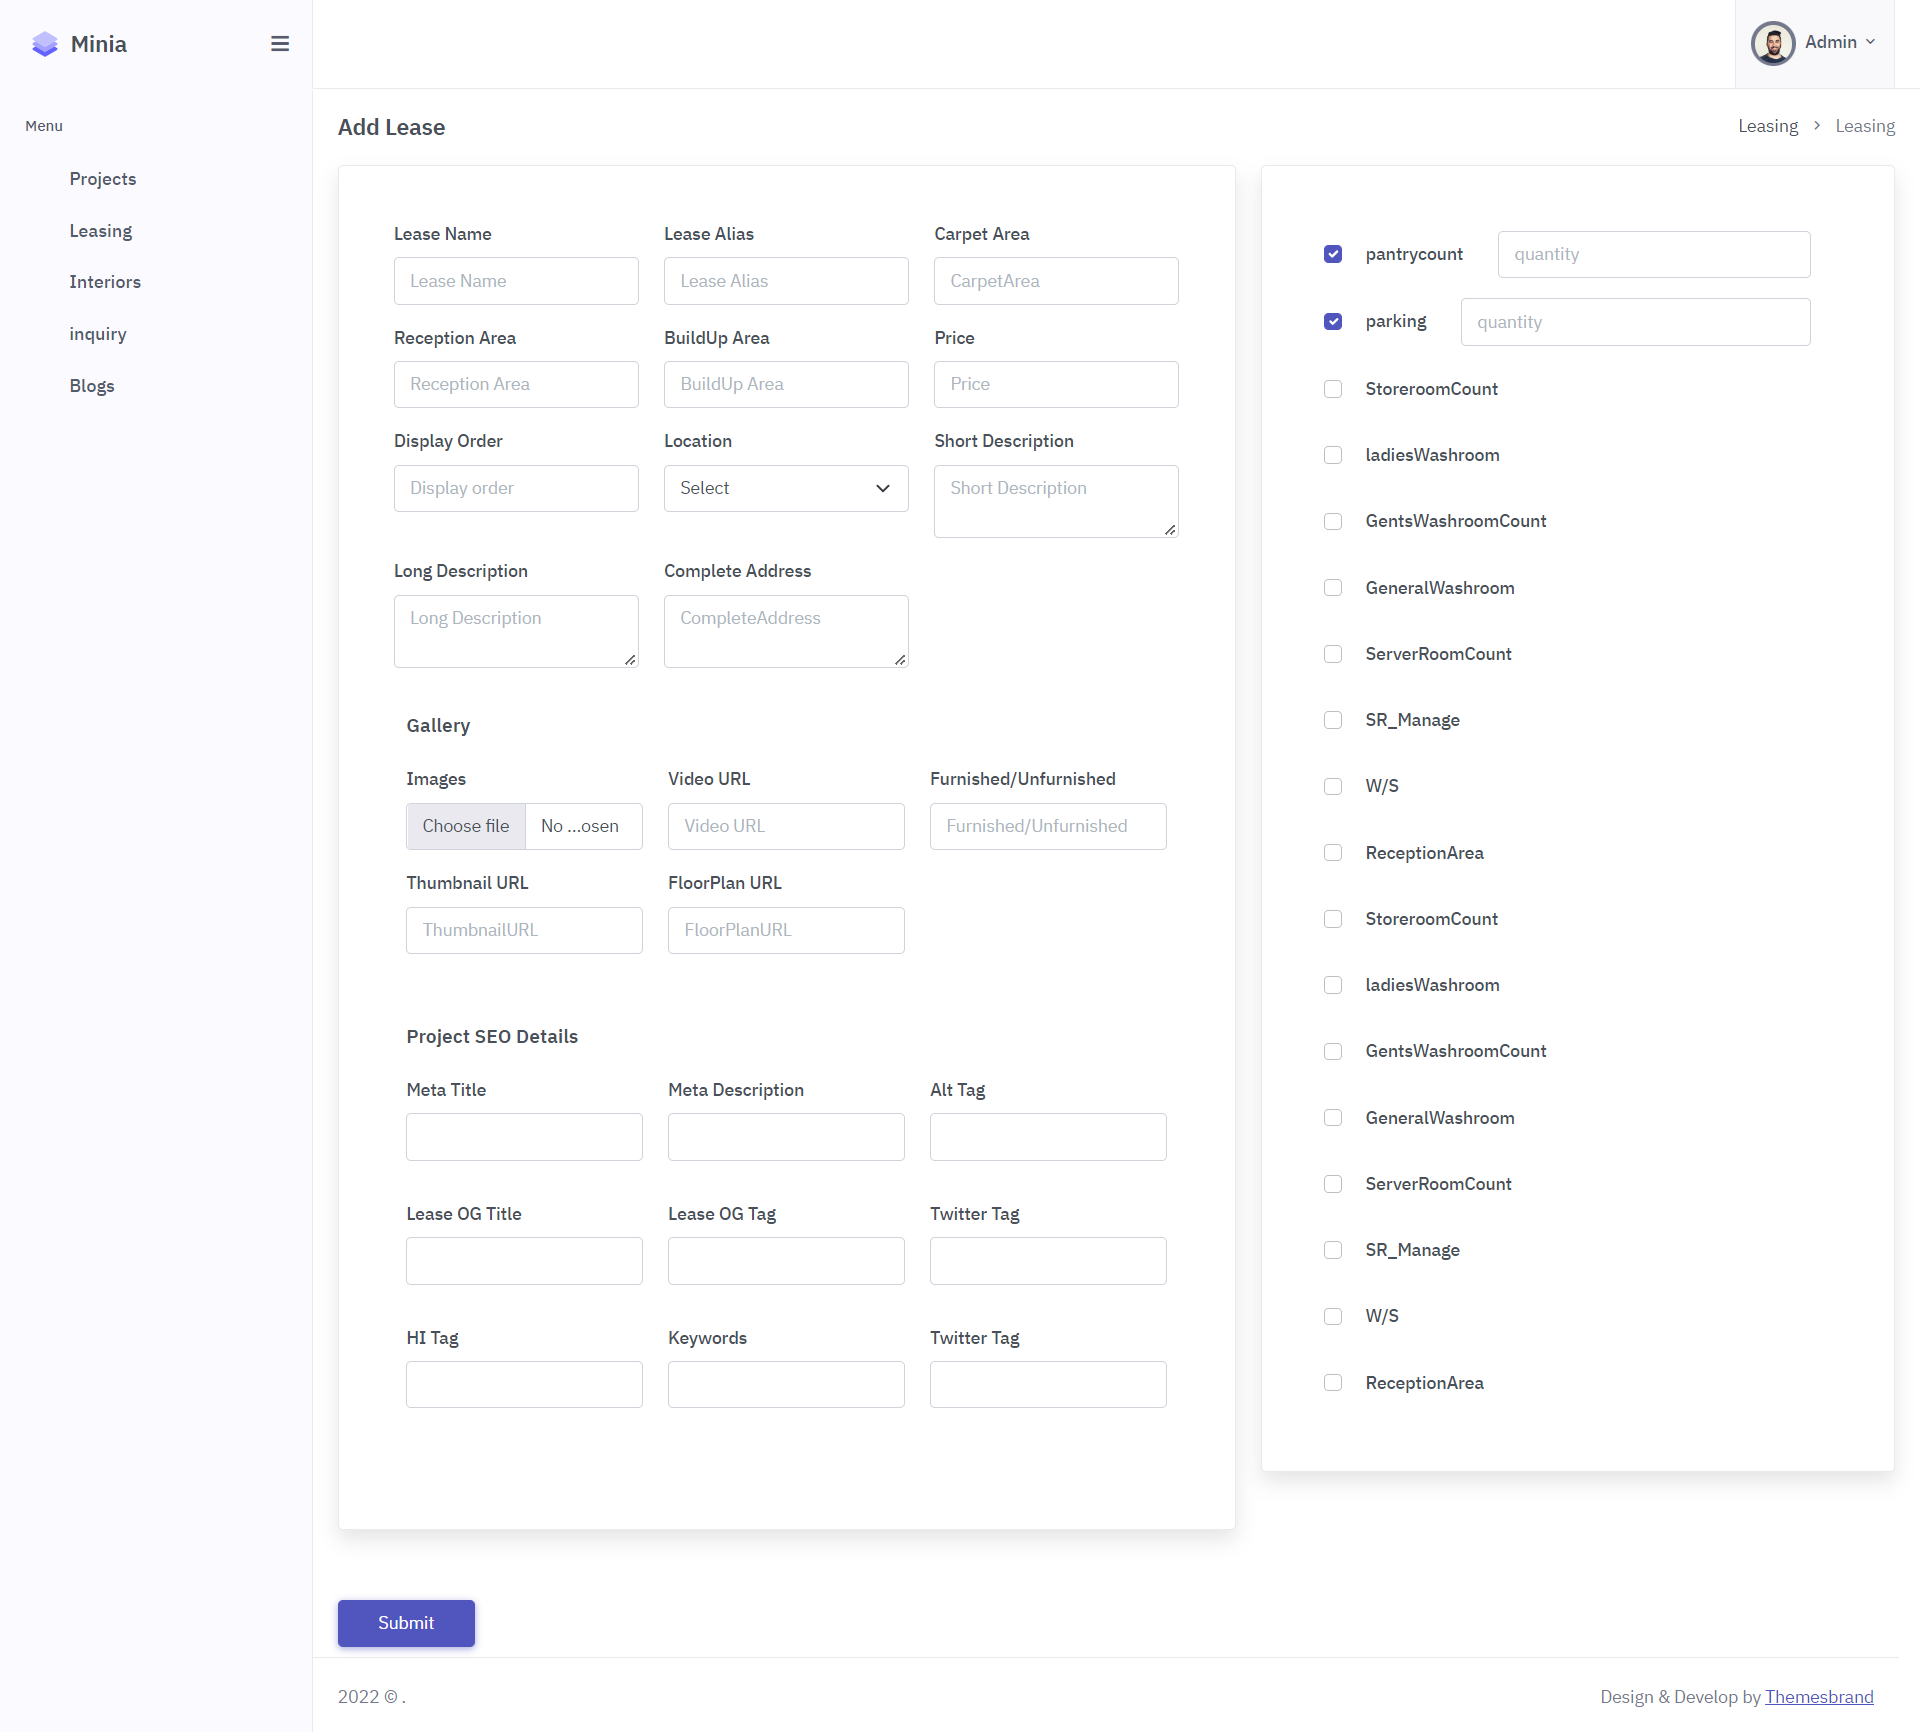 Minia
Admin
Menu
Projects
Leasing
Interiors
inquiry
Blogs
Add Lease
Leasing > Leasing
Lease Name Lease Alias Carpet Area
Lease Name Lease Alias CarpetArea
Reception Area BuildUp Area Price
Reception Area BuildUp Area Price
Display Order Location Short Description
Display order Select Short Description
Long Description Complete Address
Long Description CompleteAddress
Gallery
Images Video URL Furnished/Unfurnished
Choose file No ...osen Video URL Furnished/Unfurnished
Thumbnail URL FloorPlan URL
ThumbnailURL FloorPlanURL
Project SEO Details
Meta Title Meta Description Alt Tag
Lease OG Title Lease OG Tag Twitter Tag
HI Tag Keywords Twitter Tag
pantrycount quantity
parking quantity
StoreroomCount
ladiesWashroom
GentsWashroomCount
GeneralWashroom
ServerRoomCount
SR_Manage
W/S
ReceptionArea
StoreroomCount
ladiesWashroom
GentsWashroomCount
GeneralWashroom
ServerRoomCount
SR_Manage
W/S
ReceptionArea
Submit
2022 © .
Design & Develop by Themesbrand